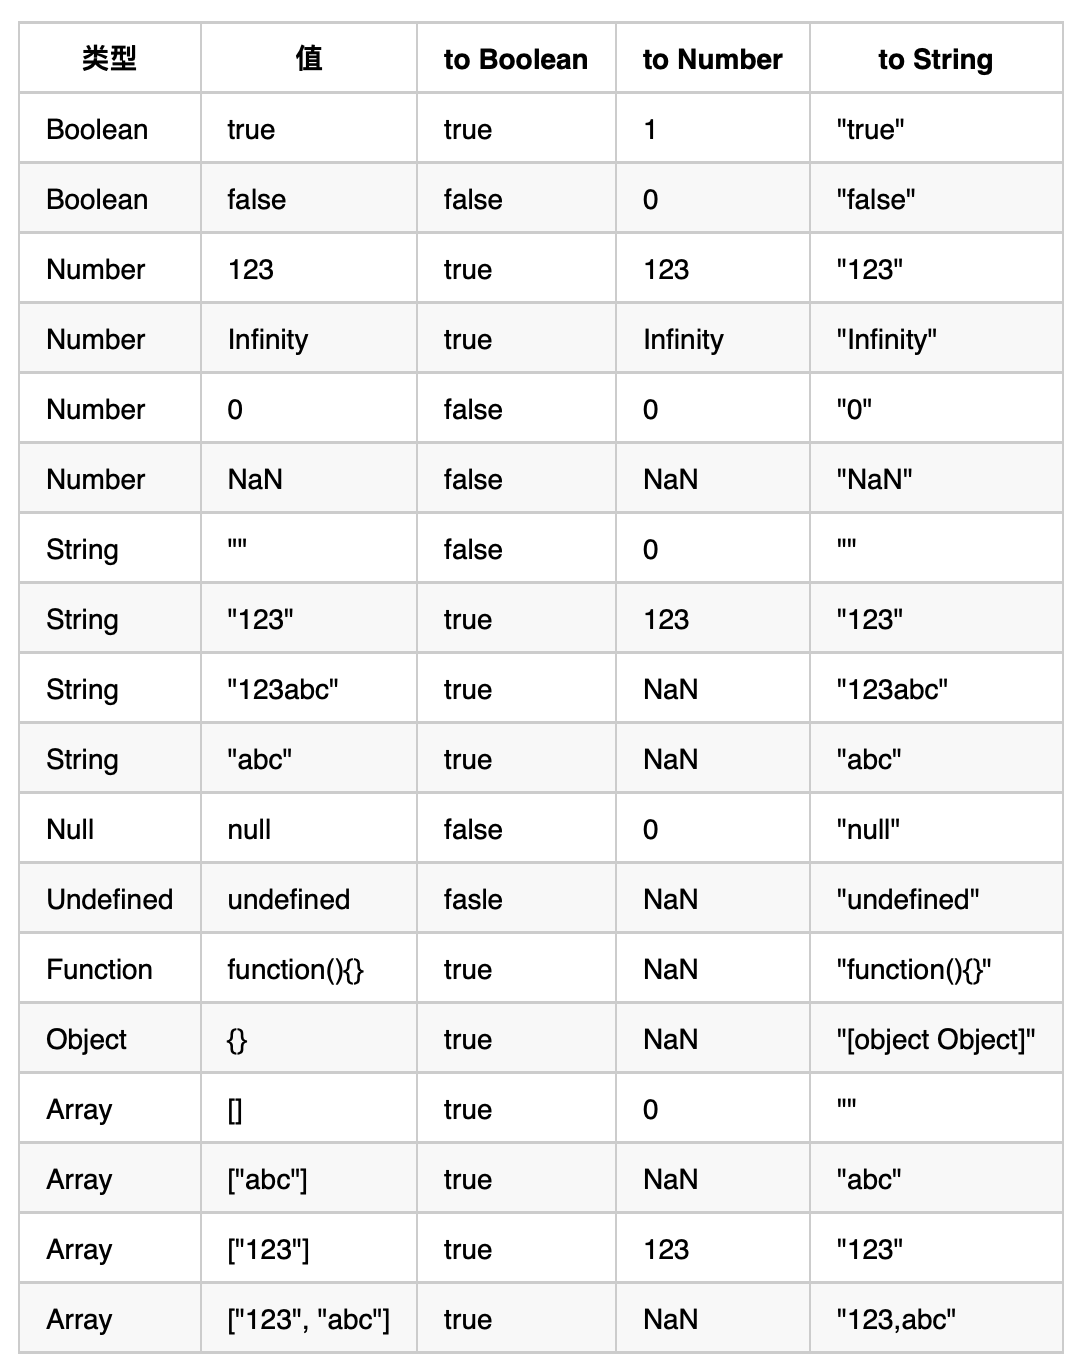 类型 值 to Boolean to Number to String
Boolean true true 1 "true"
Boolean false false 0 "false"
Number 123 true 123 "123"
Number Infinity true Infinity "Infinity"
Number 0 false 0 "0"
Number NaN false NaN "NaN"
String "" false 0 ""
String "123" true 123 "123"
String "123abc" true NaN "123abc"
String "abc" true NaN "abc"
Null null false 0 "null"
Undefined undefined fasle NaN "undefined"
Function function(){} true NaN "function(){}"
Object {} true NaN "[object Object]"
Array [] true 0 ""
Array ["abc"] true NaN "abc"
Array ["123"] true 123 "123"
Array ["123", "abc"] true NaN "123,abc"